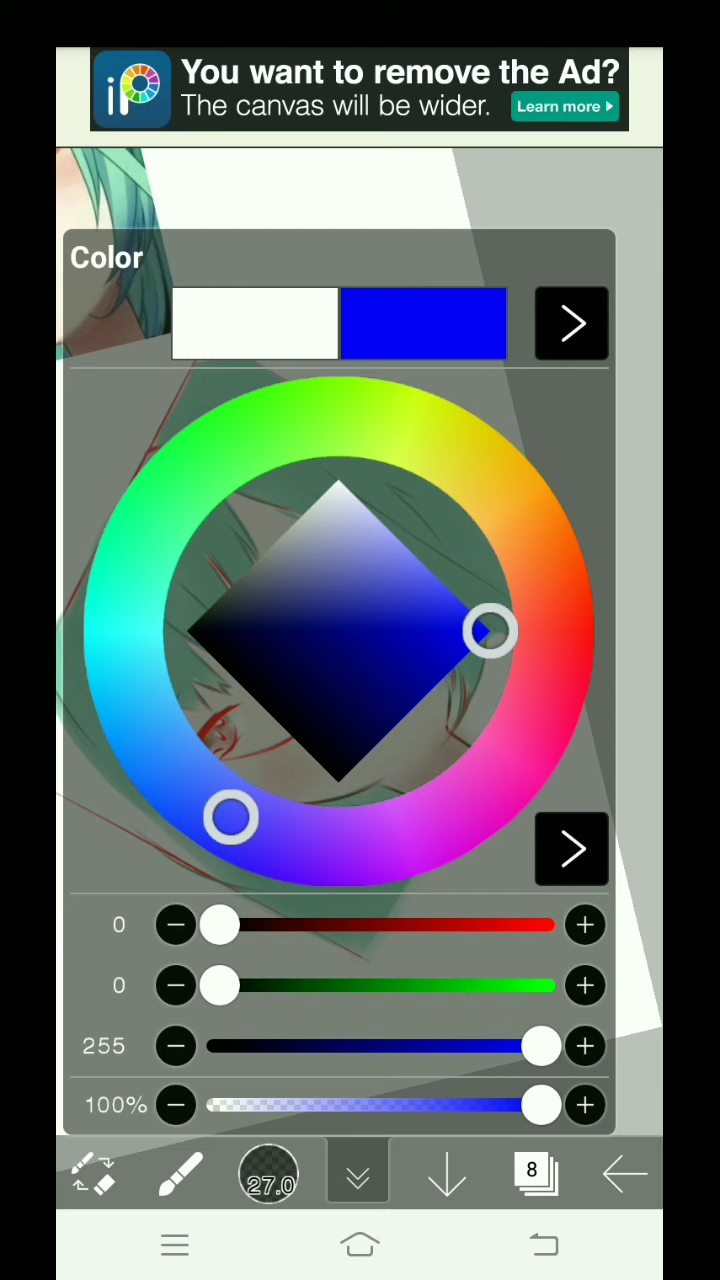 iP
You want to remove the Ad?
The canvas will be wider.
Learn more
Color
0
0
255
100%
27.0
8